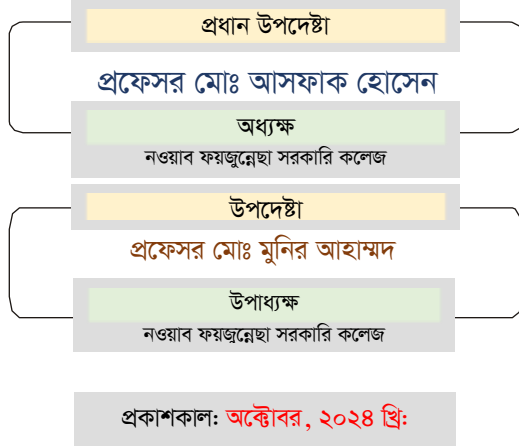 প্রধান উপদেষ্টা
প্রফেসর মোঃ আসফাক হোসেন
অধ্যক্ষ
নওয়াব ফয়জুন্নেছা সরকারি কলেজ
উপদেষ্টা
প্রফেসর মোঃ মুনির আহাম্মদ
উপাধ্যক্ষ
নওয়াব ফয়জুন্নেছা সরকারি কলেজ
প্রকাশকাল: অক্টোবর, ২০২৪ খ্রি: